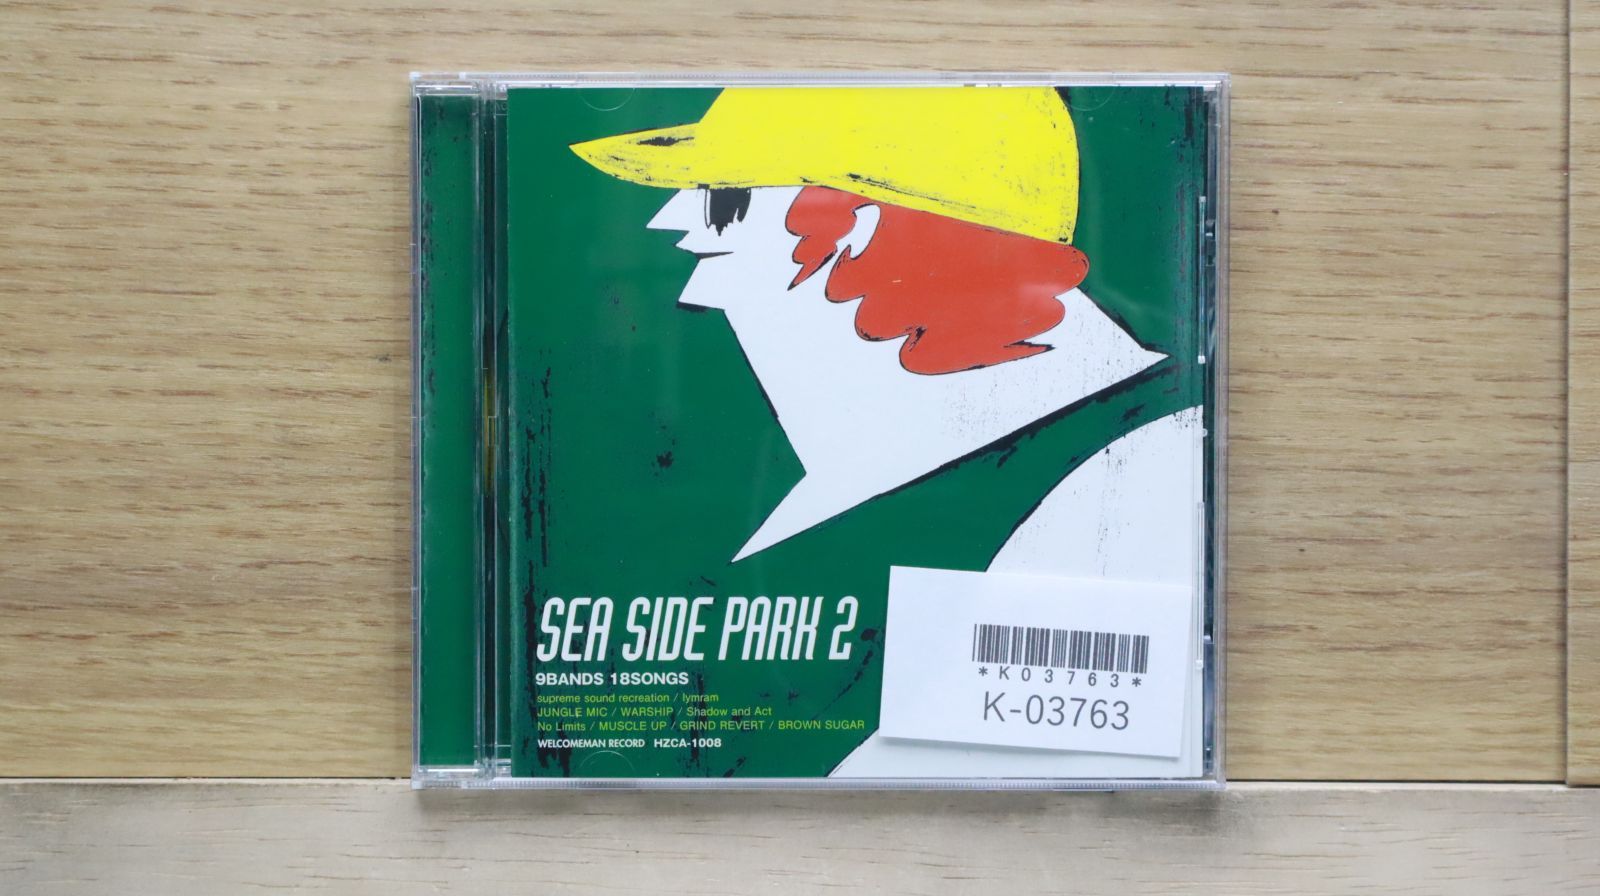 SEA SIDE PARK 2
9BANDS 18SONGS
supreme sound recreation / lymram
JUNGLE MIC / WARSHIP / Shadow and Act
No Limits / MUSCLE UP / GRIND REVERT / BROWN SUGAR
WELCOMEMAN RECORD HZCA-1008
*K03763*
K-03763